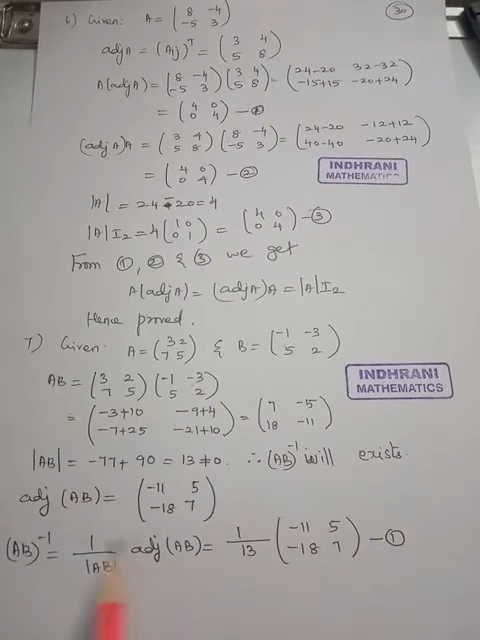 30
6) Given: A = (8 -4 / -5 3)
adjA = (Aij)^T = (3 4 / 5 8)
A(adjA) = (8 -4 / -5 3)(3 4 / 5 8) = (24-20 32-32 / -15+15 -20+24)
= (4 0 / 0 4) — ①
(adjA)A = (3 4 / 5 8)(8 -4 / -5 3) = (24-20 -12+12 / 40-40 -20+24)
= (4 0 / 0 4) — ②
INDHRANI
MATHEMATICS
|A| = 24-20 = 4
|A|I₂ = 4(1 0 / 0 1) = (4 0 / 0 4) — ③
From ①, ② & ③ we get
A(adjA) = (adjA)A = |A|I₂
Hence proved.
7) Given: A = (3 2 / 7 5) & B = (-1 -3 / 5 2)
INDHRANI
MATHEMATICS
AB = (3 2 / 7 5)(-1 -3 / 5 2)
= (-3+10 -9+4 / -7+25 -21+10) = (7 -5 / 18 -11)
|AB| = -77+90 = 13 ≠ 0. ∴ (AB)^-1 will exists.
adj(AB) = (-11 5 / -18 7)
(AB)^-1 = 1/|AB| adj(AB) = 1/13 (-11 5 / -18 7) — ①